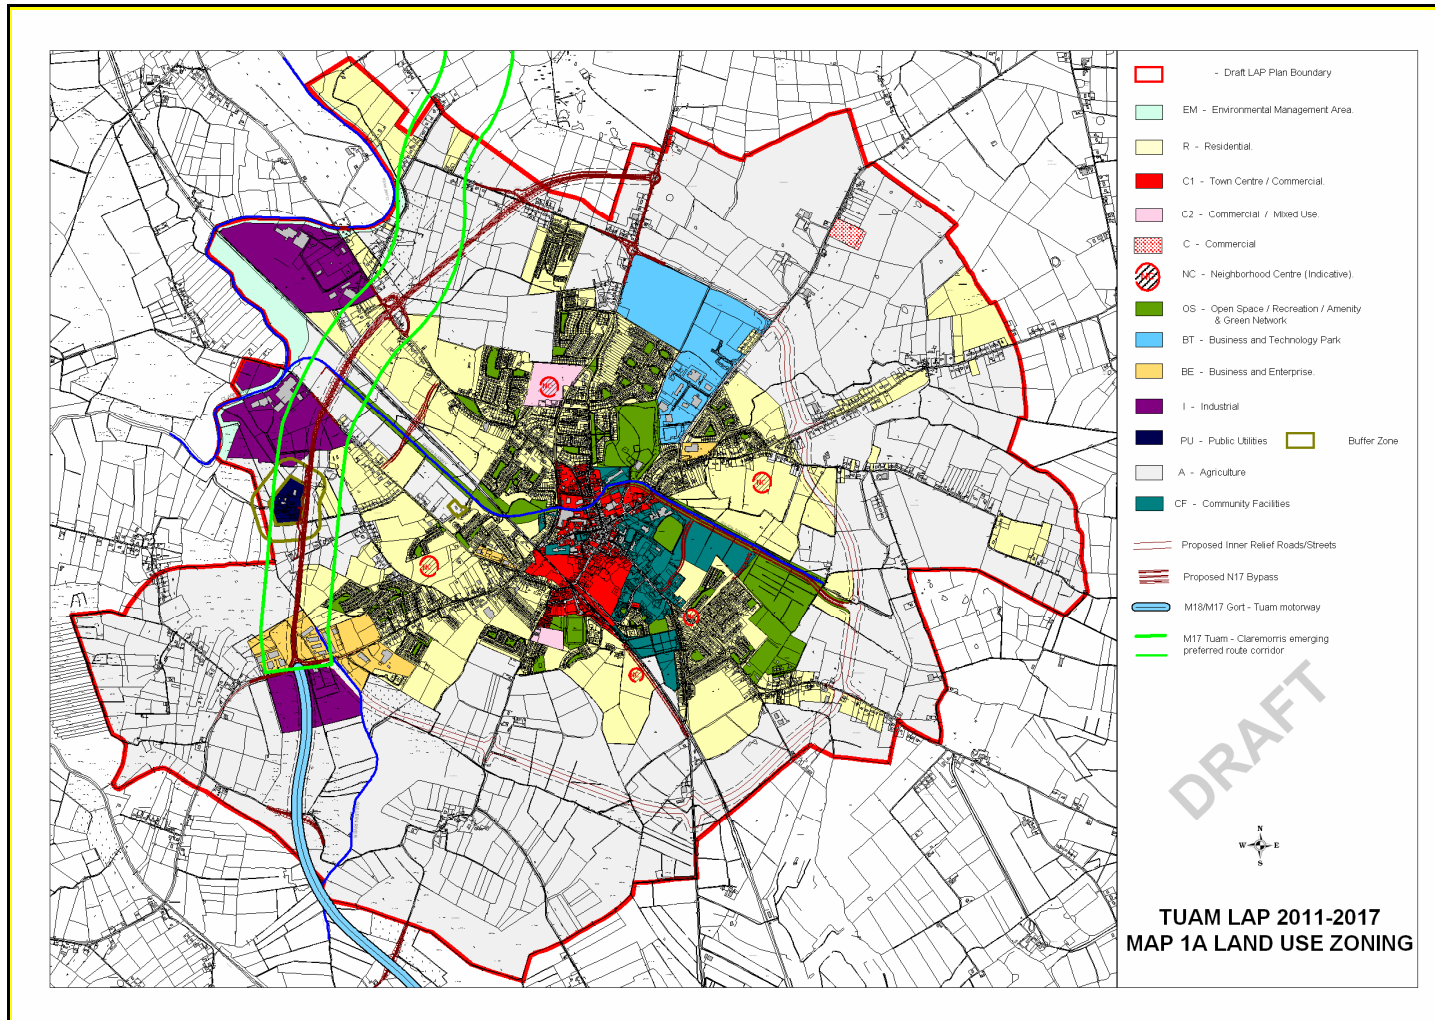 - Draft LAP Plan Boundary
EM - Environmental Management Area.
R - Residential.
C1 - Town Centre / Commercial.
C2 - Commercial / Mixed Use.
C - Commercial
NC - Neighborhood Centre (Indicative).
OS - Open Space / Recreation / Amenity
& Green Network
BT - Business and Technology Park
BE - Business and Enterprise.
I - Industrial
PU - Public Utilities
Buffer Zone
A - Agriculture
CF - Community Facilities
Proposed Inner Relief Roads/Streets
Proposed N17 Bypass
M18/M17 Gort - Tuam motorway
M17 Tuam - Claremorris emerging
preferred route corridor
DRAFT
N
W E
S
TUAM LAP 2011-2017
MAP 1A LAND USE ZONING